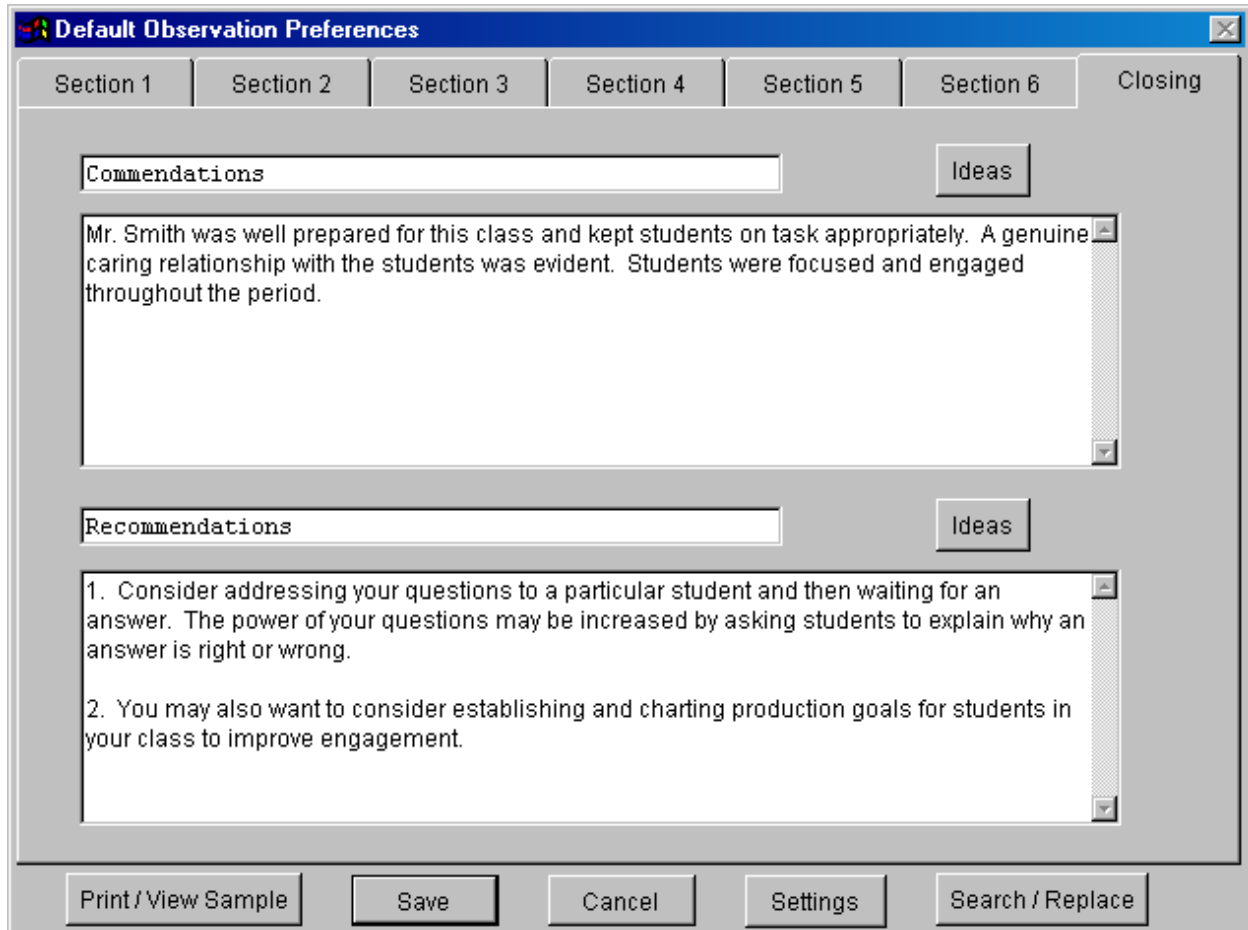 Default Observation Preferences
Section 1 Section 2 Section 3 Section 4 Section 5 Section 6 Closing
Commendations Ideas
Mr. Smith was well prepared for this class and kept students on task appropriately.  A genuine
caring relationship with the students was evident.  Students were focused and engaged
throughout the period.
Recommendations Ideas
1.  Consider addressing your questions to a particular student and then waiting for an
answer.  The power of your questions may be increased by asking students to explain why an
answer is right or wrong.
2.  You may also want to consider establishing and charting production goals for students in
your class to improve engagement.
Print / View Sample Save Cancel Settings Search / Replace